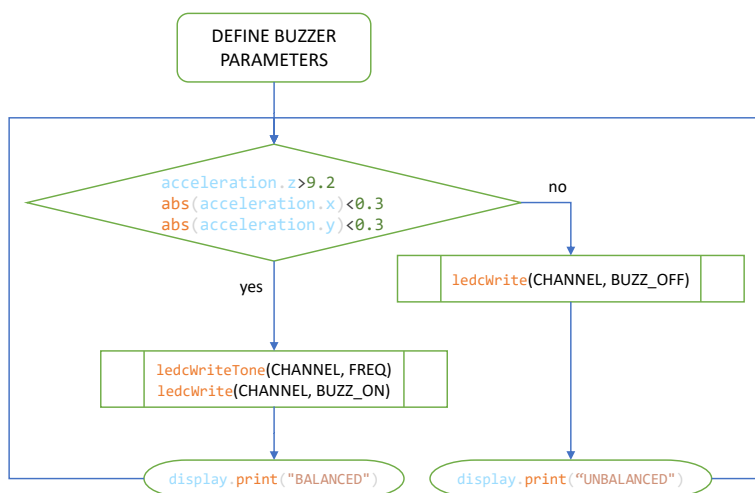 DEFINE BUZZER
PARAMETERS
acceleration.z>9.2
abs(acceleration.x)<0.3
abs(acceleration.y)<0.3
no
ledcWrite(CHANNEL, BUZZ_OFF)
yes
ledcWriteTone(CHANNEL, FREQ)
ledcWrite(CHANNEL, BUZZ_ON)
display.print("BALANCED")
display.print(“UNBALANCED")